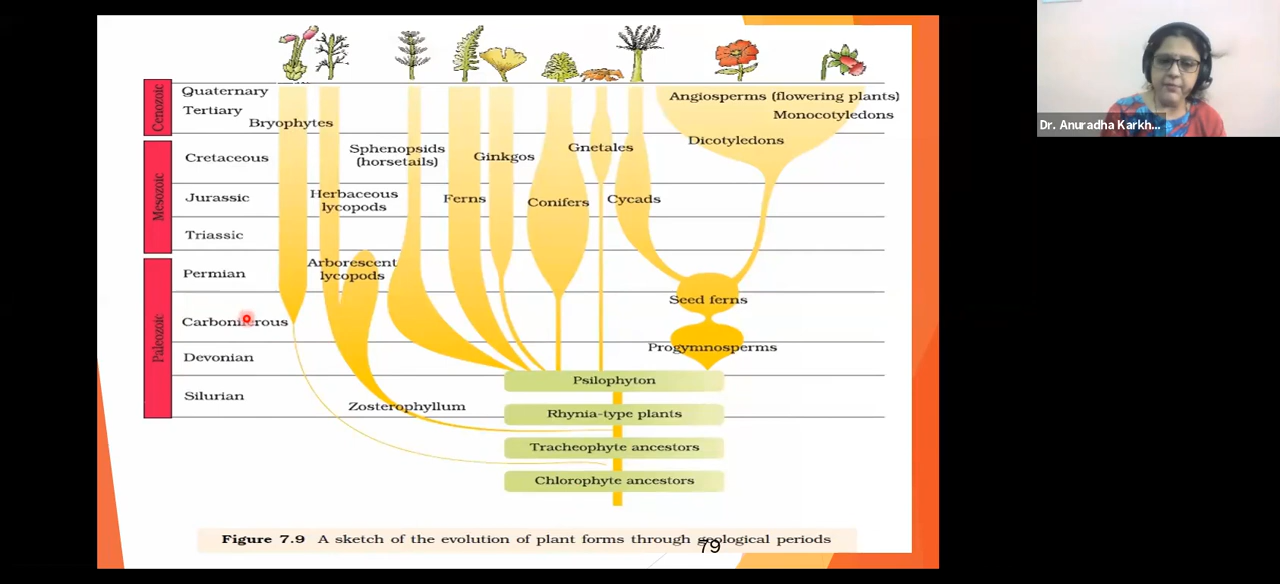 Cenozoic
Quaternary
Tertiary
Bryophytes
Angiosperms (flowering plants)
Monocotyledons
Dicotyledons
Mesozoic
Cretaceous
Sphenopsids
(horsetails)
Ginkgos
Gnetales
Jurassic
Herbaceous
lycopods
Ferns
Conifers
Cycads
Triassic
Paleozoic
Permian
Arborescent
lycopods
Seed ferns
Carboniferous
Devonian
Progymnosperms
Silurian
Psilophyton
Zosterophyllum
Rhynia-type plants
Tracheophyte ancestors
Chlorophyte ancestors
Figure 7.9 A sketch of the evolution of plant forms through geological periods
79
Dr. Anuradha Karkh...